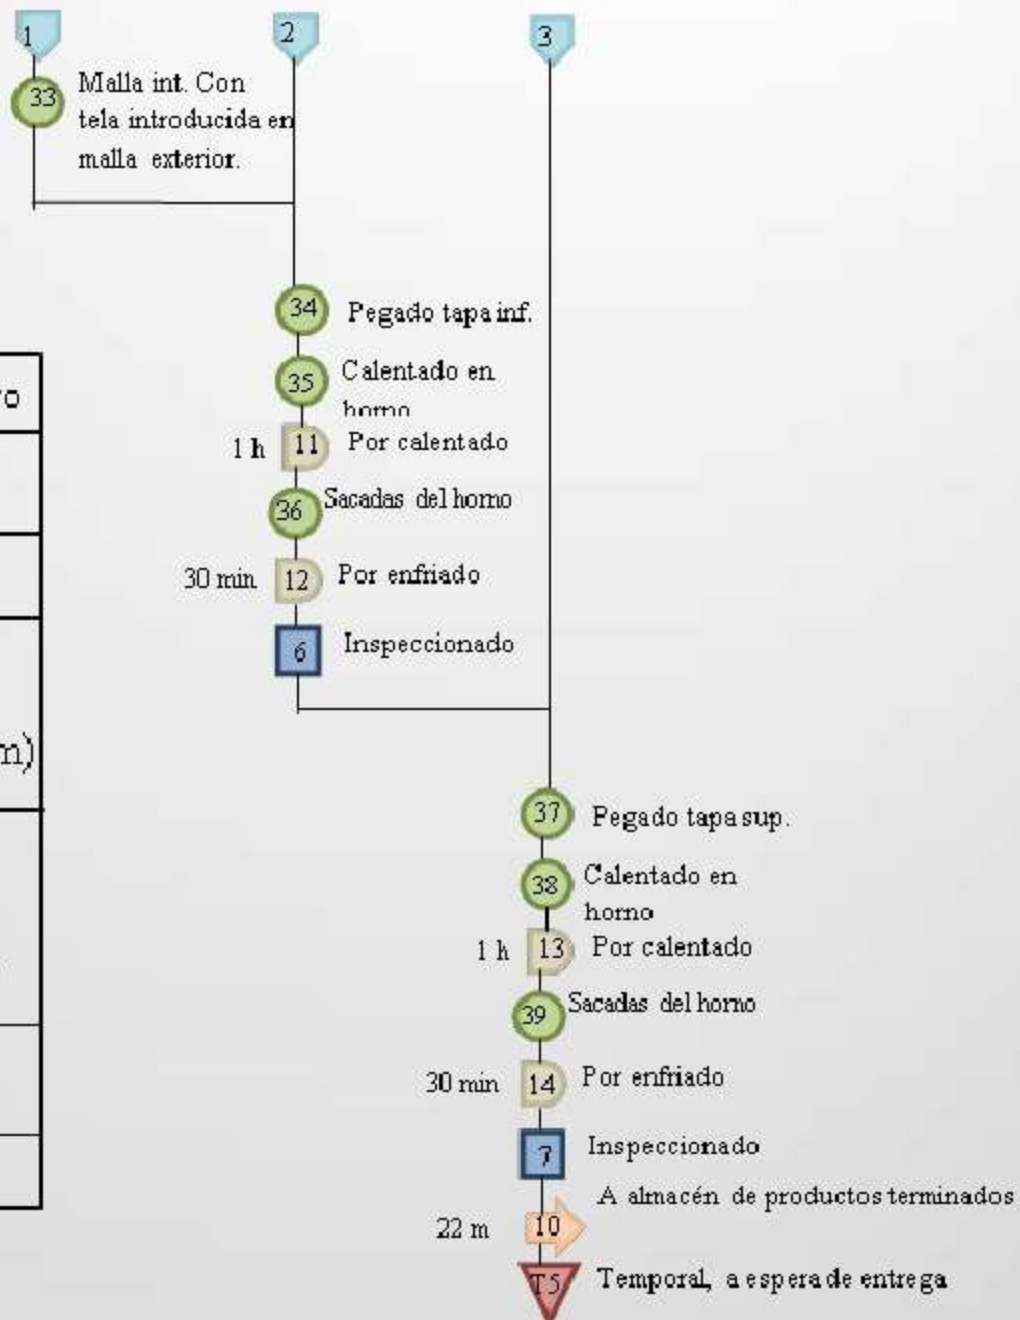 1
2
3
33
Malla int. Con
tela introducida en
malla exterior.
34
Pegado tapa inf.
35
Calentado en
horno
1 h
11
Por calentado
36
Sacadas del horno
30 min
12
Por enfriado
6
Inspeccionado
m)
37
Pegado tapa sup.
38
Calentado en
horno
1 h
13
Por calentado
39
Sacadas del horno
30 min
14
Por enfriado
7
Inspeccionado
A almacén de productos terminados
22 m
10
T5
Temporal, a espera de entrega